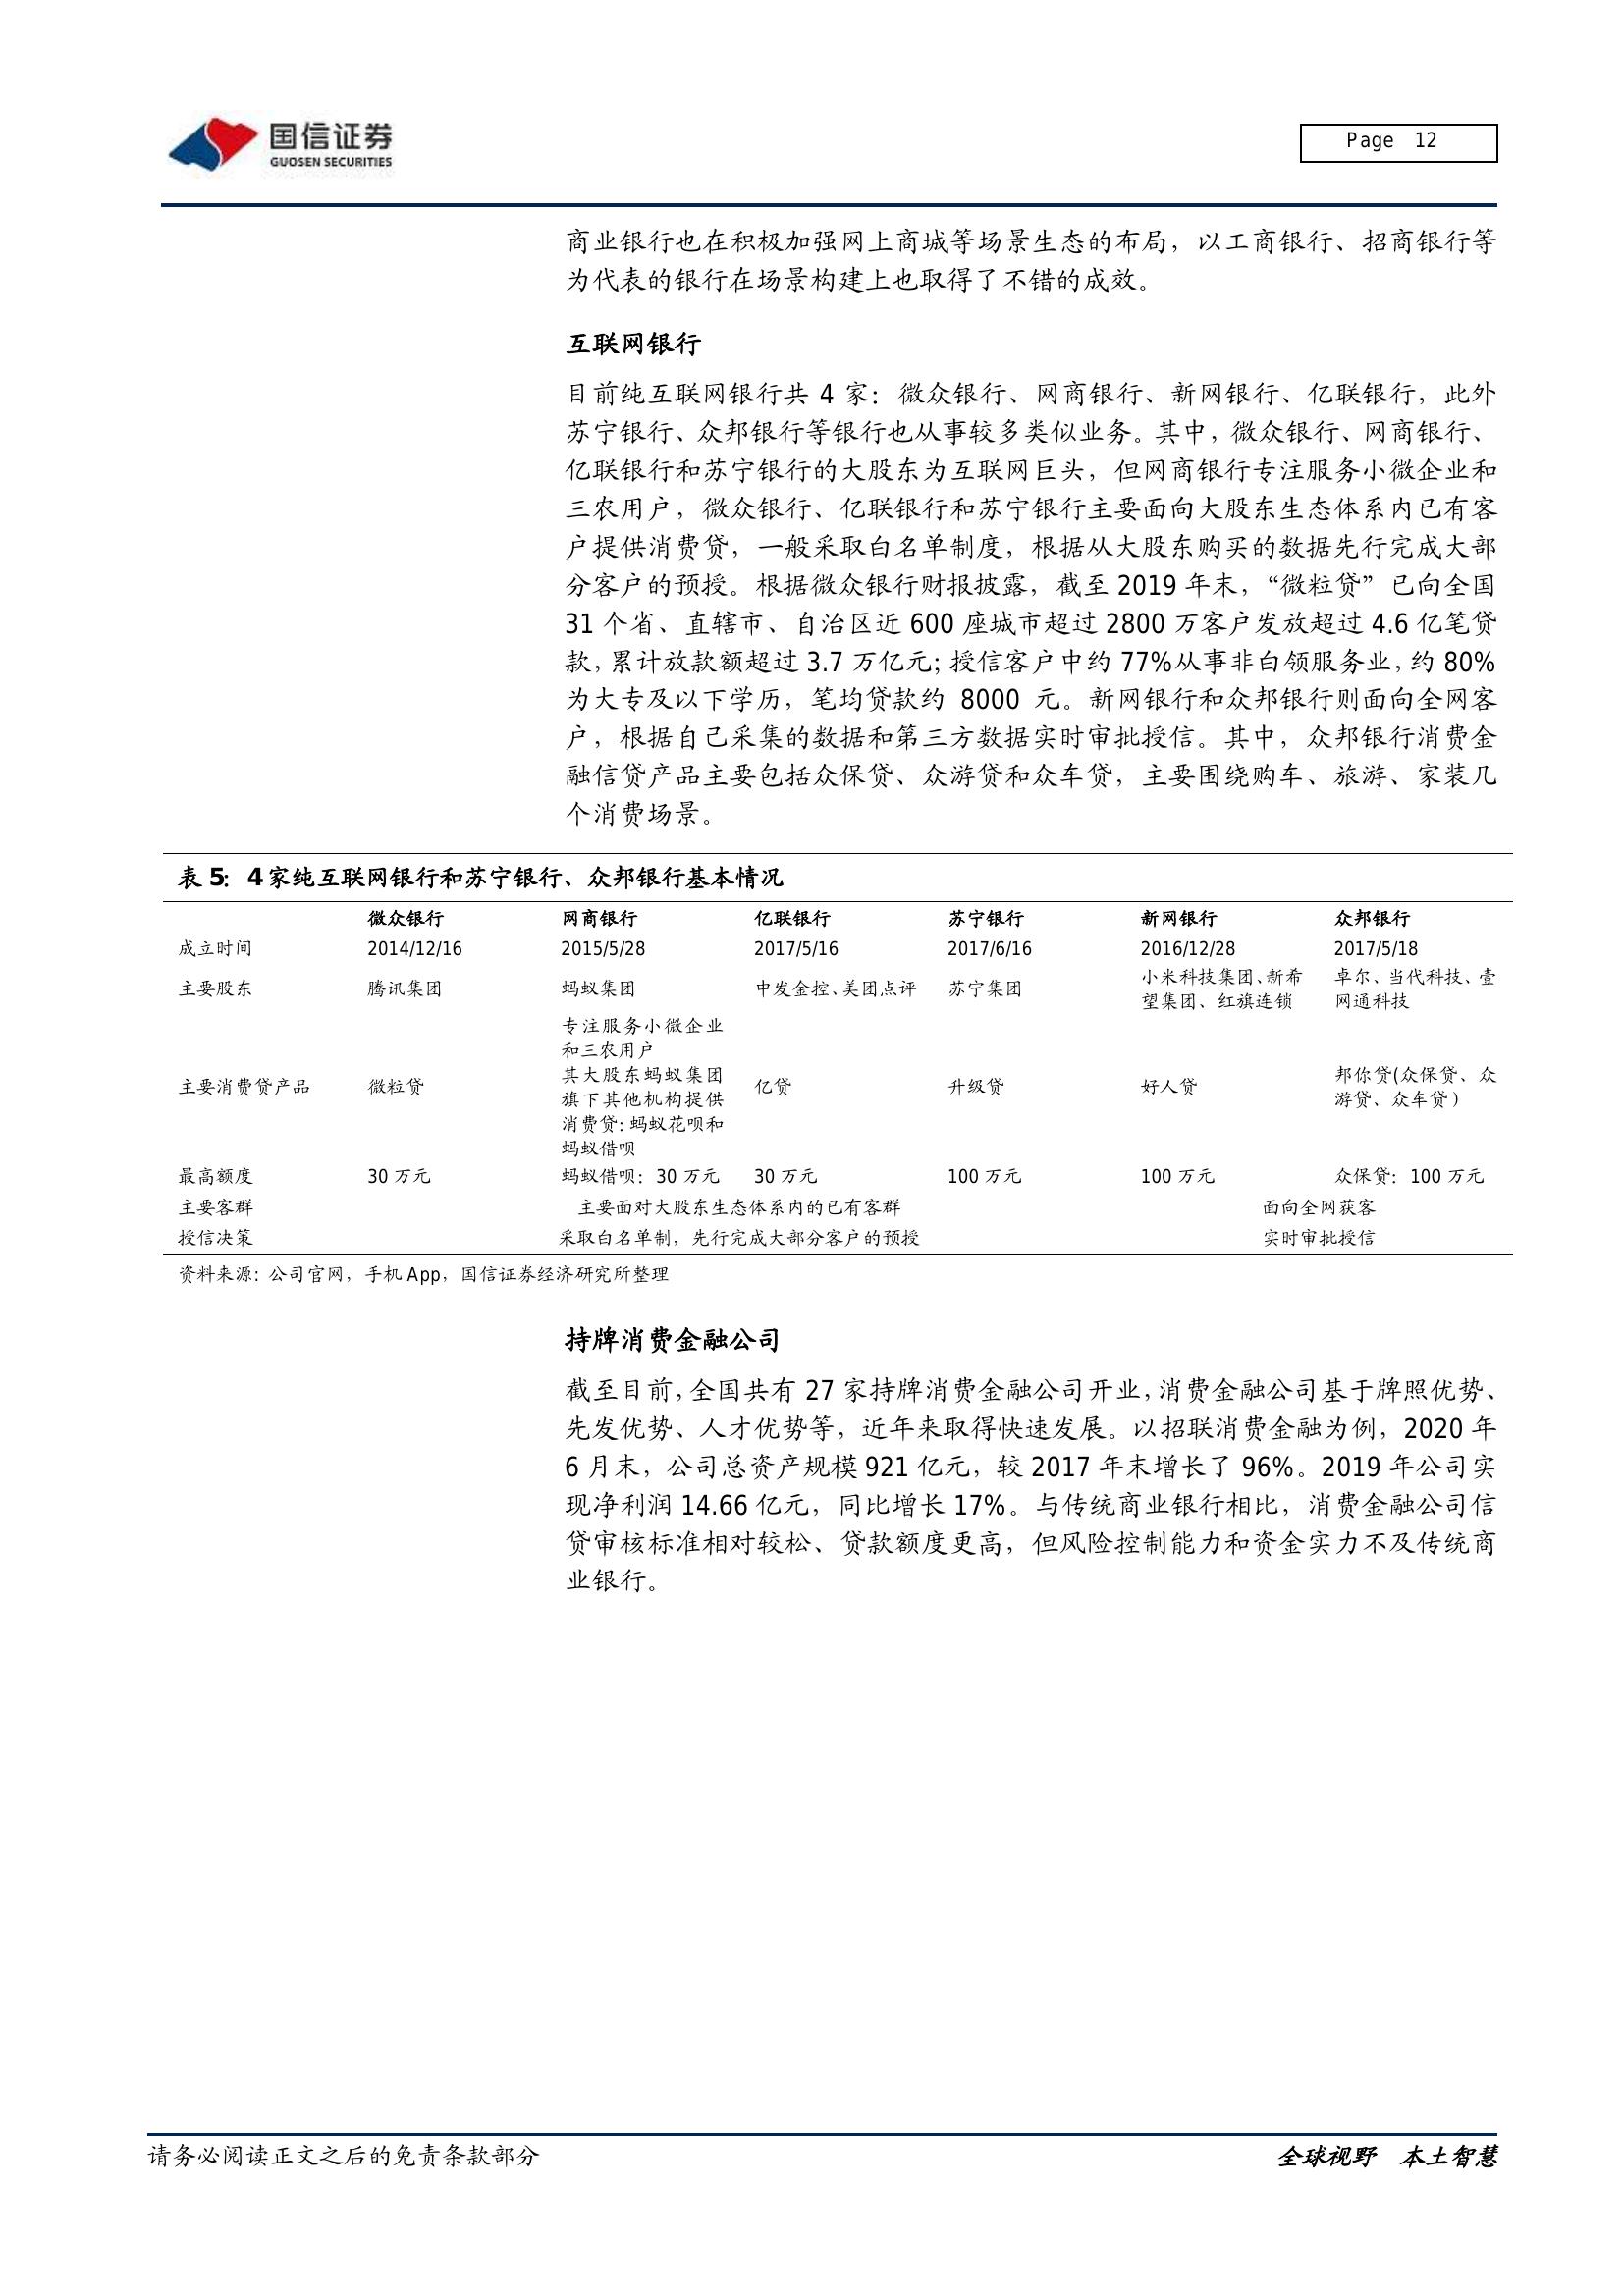 国信证券
GUOSEN SECURITIES
Page 12
商业银行也在积极加强网上商城等场景生态的布局，以工商银行、招商银行等
为代表的银行在场景构建上也取得了不错的成效。
互联网银行
目前纯互联网银行共 4 家：微众银行、网商银行、新网银行、亿联银行，此外
苏宁银行、众邦银行等银行也从事较多类似业务。其中，微众银行、网商银行、
亿联银行和苏宁银行的大股东为互联网巨头，但网商银行专注服务小微企业和
三农用户，微众银行、亿联银行和苏宁银行主要面向大股东生态体系内已有客
户提供消费贷，一般采取白名单制度，根据从大股东购买的数据先行完成大部
分客户的预授。根据微众银行财报披露，截至 2019 年末，“微粒贷”已向全国
31 个省、直辖市、自治区近 600 座城市超过 2800 万客户发放超过 4.6 亿笔贷
款，累计放款额超过 3.7 万亿元；授信客户中约 77%从事非白领服务业，约 80%
为大专及以下学历，笔均贷款约 8000 元。新网银行和众邦银行则面向全网客
户，根据自己采集的数据和第三方数据实时审批授信。其中，众邦银行消费金
融信贷产品主要包括众保贷、众游贷和众车贷，主要围绕购车、旅游、家装几
个消费场景。
表 5：4 家纯互联网银行和苏宁银行、众邦银行基本情况
微众银行 网商银行 亿联银行 苏宁银行 新网银行 众邦银行
成立时间 2014/12/16 2015/5/28 2017/5/16 2017/6/16 2016/12/28 2017/5/18
主要股东 腾讯集团 蚂蚁集团 中发金控、美团点评 苏宁集团 小米科技集团、新希 卓尔、当代科技、壹
望集团、红旗连锁 网通科技
专注服务小微企业
和三农用户
主要消费贷产品 微粒贷 其大股东蚂蚁集团 亿贷 升级贷 好人贷 邦你贷(众保贷、众
旗下其他机构提供 游贷、众车贷）
消费贷：蚂蚁花呗和
蚂蚁借呗
最高额度 30 万元 蚂蚁借呗：30 万元 30 万元 100 万元 100 万元 众保贷：100 万元
主要客群 主要面对大股东生态体系内的已有客群 面向全网获客
授信决策 采取白名单制，先行完成大部分客户的预授 实时审批授信
资料来源：公司官网，手机 App，国信证券经济研究所整理
持牌消费金融公司
截至目前，全国共有 27 家持牌消费金融公司开业，消费金融公司基于牌照优势、
先发优势、人才优势等，近年来取得快速发展。以招联消费金融为例，2020 年
6 月末，公司总资产规模 921 亿元，较 2017 年末增长了 96%。2019 年公司实
现净利润 14.66 亿元，同比增长 17%。与传统商业银行相比，消费金融公司信
贷审核标准相对较松、贷款额度更高，但风险控制能力和资金实力不及传统商
业银行。
请务必阅读正文之后的免责条款部分
全球视野 本土智慧